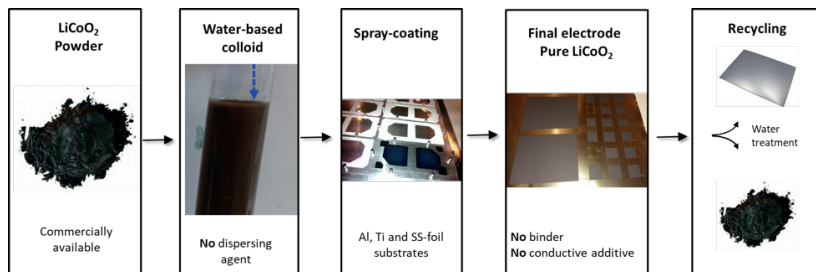 LiCoO₂
Powder
Commercially
available
Water-based
colloid
No dispersing
agent
Spray-coating
Al, Ti and SS-foil
substrates
Final electrode
Pure LiCoO₂
No binder
No conductive additive
Recycling
Water
treatment